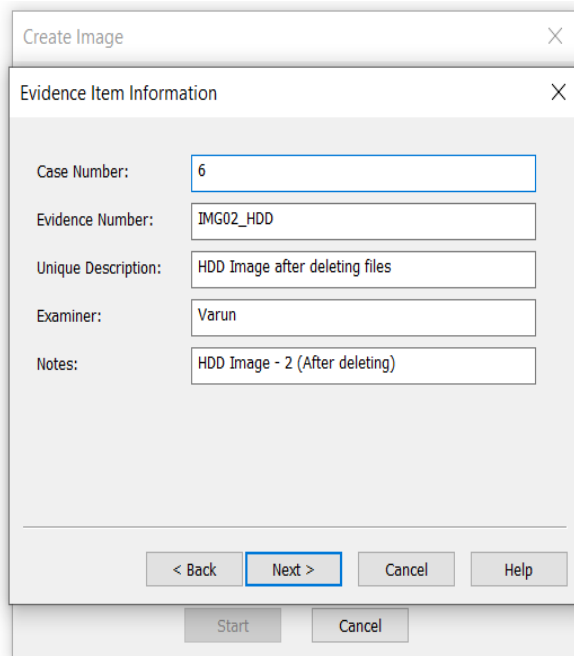 Create Image
Evidence Item Information
Case Number: 6
Evidence Number: IMG02_HDD
Unique Description: HDD Image after deleting files
Examiner: Varun
Notes: HDD Image - 2 (After deleting)
< Back Next > Cancel Help
Start Cancel